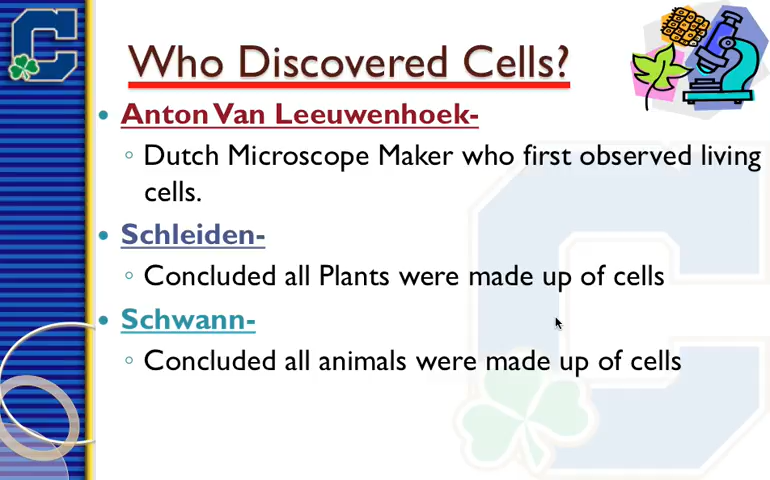 Who Discovered Cells?
Anton Van Leeuwenhoek-
Dutch Microscope Maker who first observed living
cells.
Schleiden-
Concluded all Plants were made up of cells
Schwann-
Concluded all animals were made up of cells